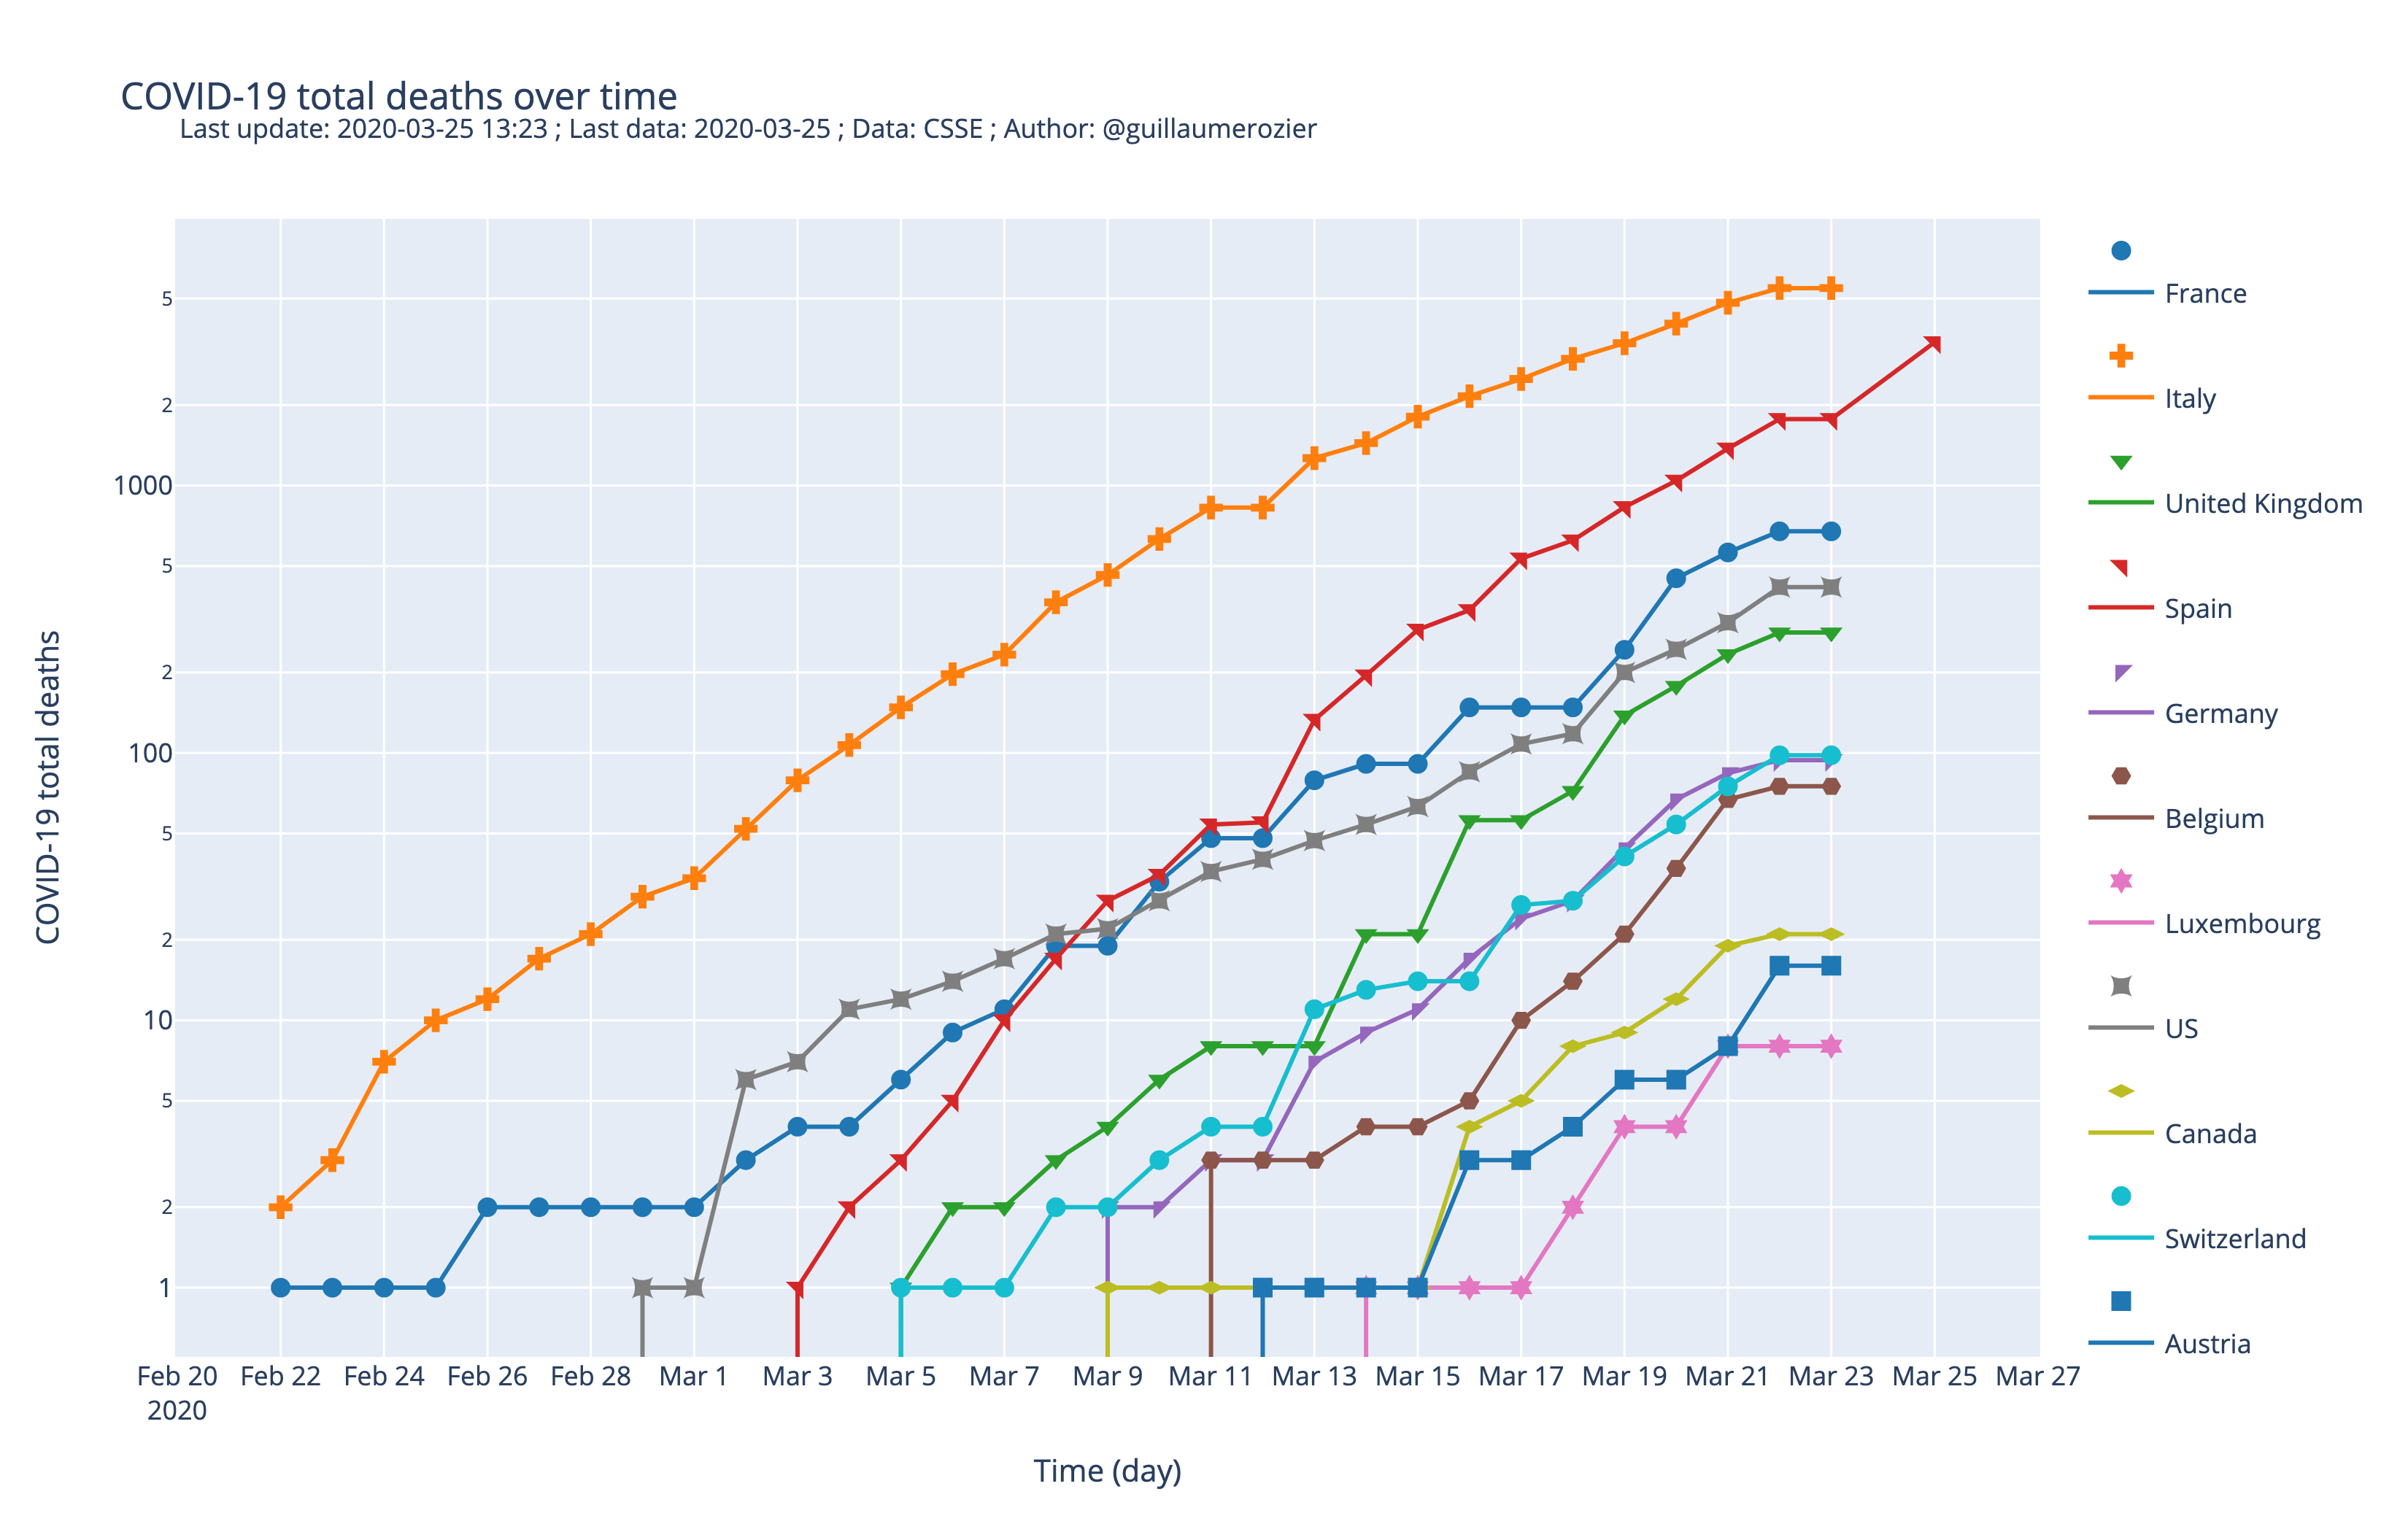 COVID-19 total deaths over time
Last update: 2020-03-25 13:23 ; Last data: 2020-03-25 ; Data: CSSE ; Author: @guillaumerozier
COVID-19 total deaths
5
2
1000
5
2
100
5
2
10
5
2
1
Feb 20 Feb 22 Feb 24 Feb 26 Feb 28 Mar 1 Mar 3 Mar 5 Mar 7 Mar 9 Mar 11 Mar 13 Mar 15 Mar 17 Mar 19 Mar 21 Mar 23 Mar 25 Mar 27
2020
Time (day)
France
Italy
United Kingdom
Spain
Germany
Belgium
Luxembourg
US
Canada
Switzerland
Austria